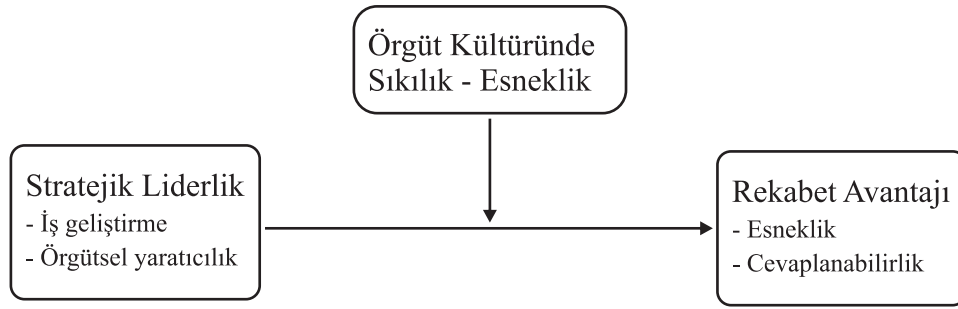 Örgüt Kültüründe
Sıkılık - Esneklik
Stratejik Liderlik
- İş geliştirme
- Örgütsel yaratıcılık
Rekabet Avantajı
- Esneklik
- Cevaplanabilirlik